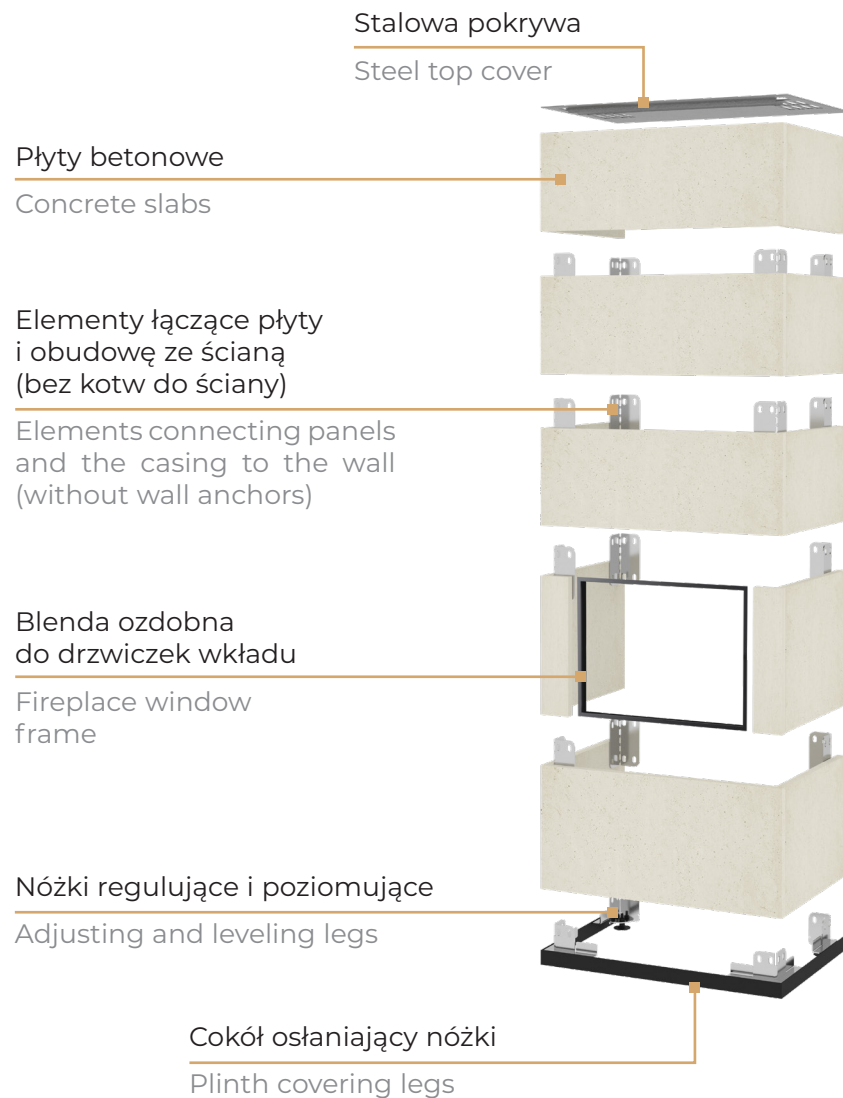 Stalowa pokrywa
Steel top cover
Płyty betonowe
Concrete slabs
Elementy łączące płyty
i obudowę ze ścianą
(bez kotw do ściany)
Elements connecting panels
and the casing to the wall
(without wall anchors)
Blenda ozdobna
do drzwiczek wkładu
Fireplace window
frame
Nóżki regulujące i poziomujące
Adjusting and leveling legs
Cokół osłaniający nóżki
Plinth covering legs